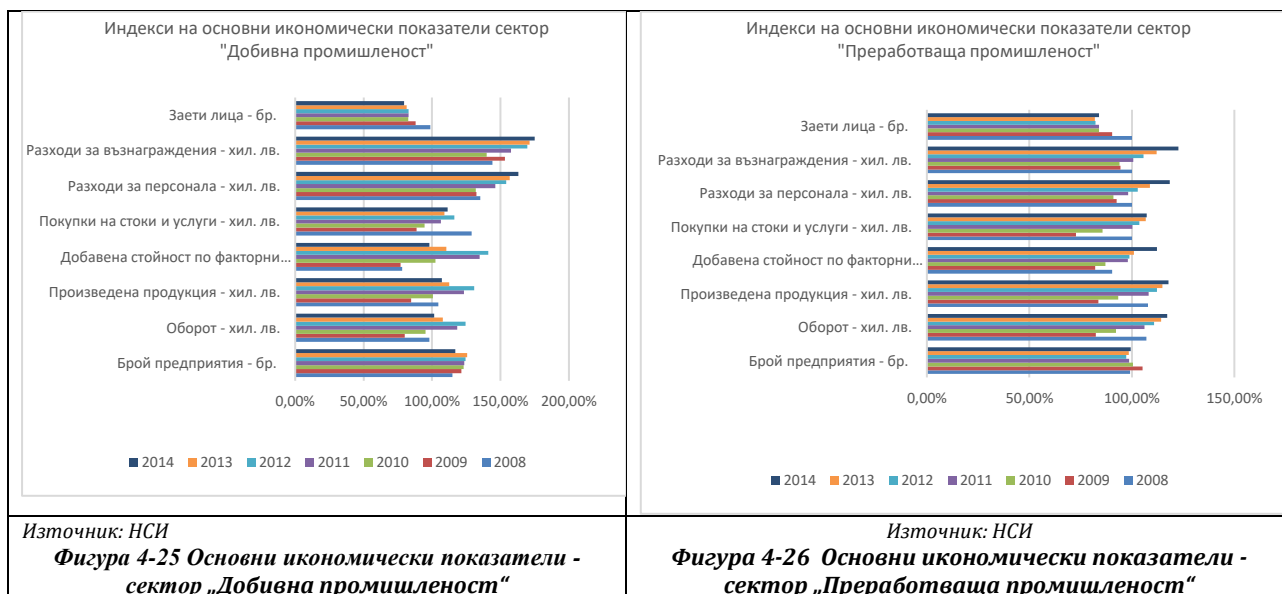 Индекси на основни икономически показатели сектор
"Добивна промишленост"
Заети лица - бр.
Разходи за възнаграждения - хил. лв.
Разходи за персонала - хил. лв.
Покупки на стоки и услуги - хил. лв.
Добавена стойност по факторни…
Произведена продукция - хил. лв.
Оборот - хил. лв.
Брой предприятия - бр.
0,00% 50,00% 100,00% 150,00% 200,00%
2014 2013 2012 2011 2010 2009 2008
Източник: НСИ
Фигура 4-25 Основни икономически показатели -
сектор „Добивна промишленост“
Индекси на основни икономически показатели сектор
"Преработваща промишленост"
Заети лица - бр.
Разходи за възнаграждения - хил. лв.
Разходи за персонала - хил. лв.
Покупки на стоки и услуги - хил. лв.
Добавена стойност по факторни…
Произведена продукция - хил. лв.
Оборот - хил. лв.
Брой предприятия - бр.
0,00% 50,00% 100,00% 150,00%
2014 2013 2012 2011 2010 2009 2008
Източник: НСИ
Фигура 4-26 Основни икономически показатели -
сектор „Преработваща промишленост“